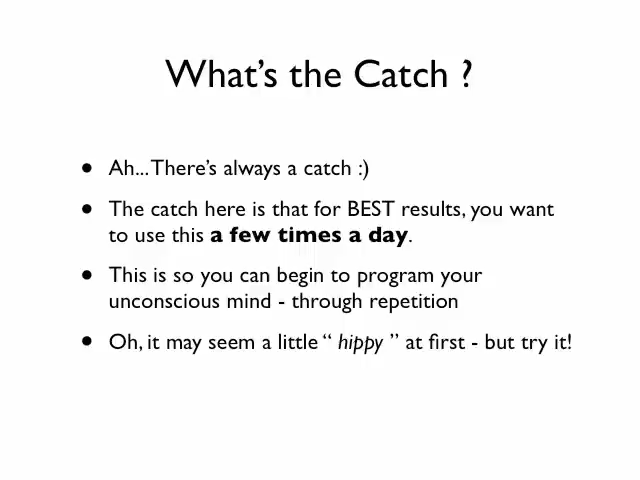 What's the Catch ?
• Ah... There's always a catch :)
• The catch here is that for BEST results, you want
to use this a few times a day.
• This is so you can begin to program your
unconscious mind - through repetition
• Oh, it may seem a little “ hippy ” at first - but try it!